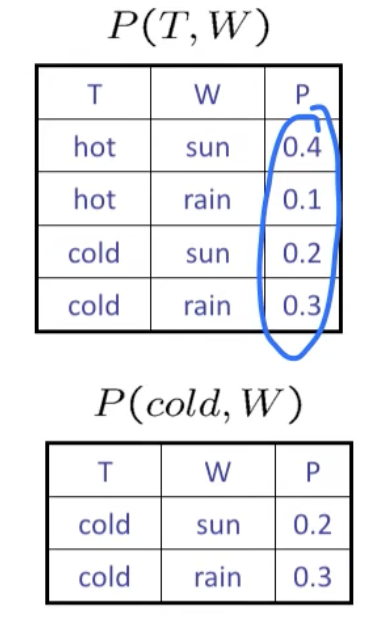 P(T, W)
T W P
hot sun 0.4
hot rain 0.1
cold sun 0.2
cold rain 0.3
P(cold, W)
T W P
cold sun 0.2
cold rain 0.3